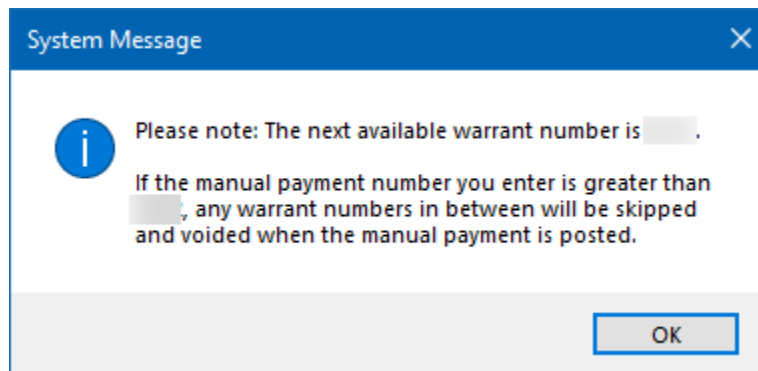 System Message
Please note: The next available warrant number is .
If the manual payment number you enter is greater than
, any warrant numbers in between will be skipped
and voided when the manual payment is posted.
OK